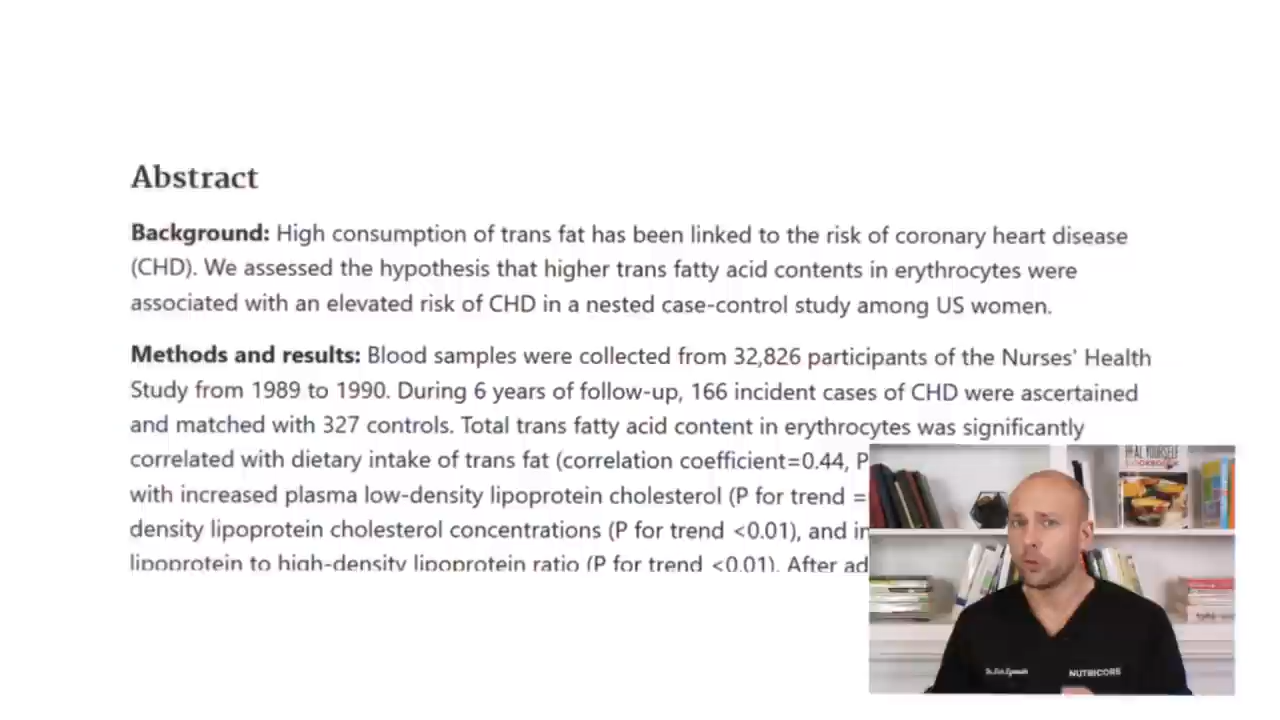 Abstract
Background: High consumption of trans fat has been linked to the risk of coronary heart disease
(CHD). We assessed the hypothesis that higher trans fatty acid contents in erythrocytes were
associated with an elevated risk of CHD in a nested case-control study among US women.
Methods and results: Blood samples were collected from 32,826 participants of the Nurses' Health
Study from 1989 to 1990. During 6 years of follow-up, 166 incident cases of CHD were ascertained
and matched with 327 controls. Total trans fatty acid content in erythrocytes was significantly
correlated with dietary intake of trans fat (correlation coefficient=0.44, P
with increased plasma low-density lipoprotein cholesterol (P for trend =
density lipoprotein cholesterol concentrations (P for trend <0.01), and in
lipoprotein to high-density lipoprotein ratio (P for trend <0.01). After ad
YOURSELF
NUTRICORE